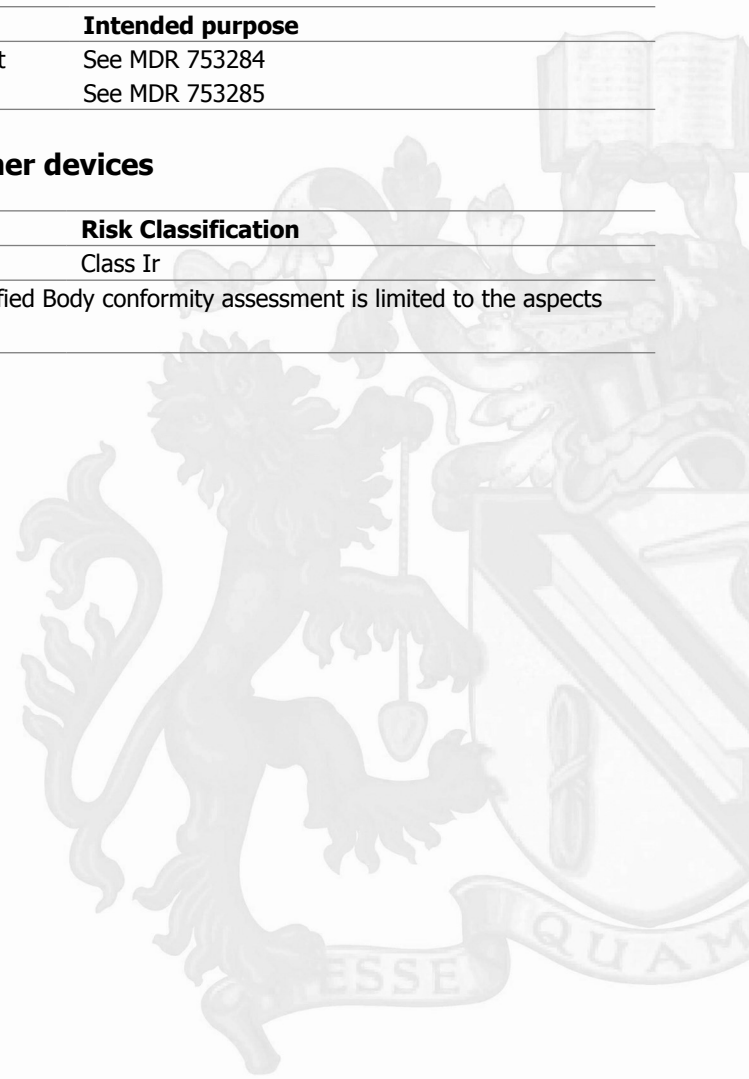 Intended purpose
t See MDR 753284
See MDR 753285
ner devices
Risk Classification
Class Ir
fied Body conformity assessment is limited to the aspects
ESSE QUAM